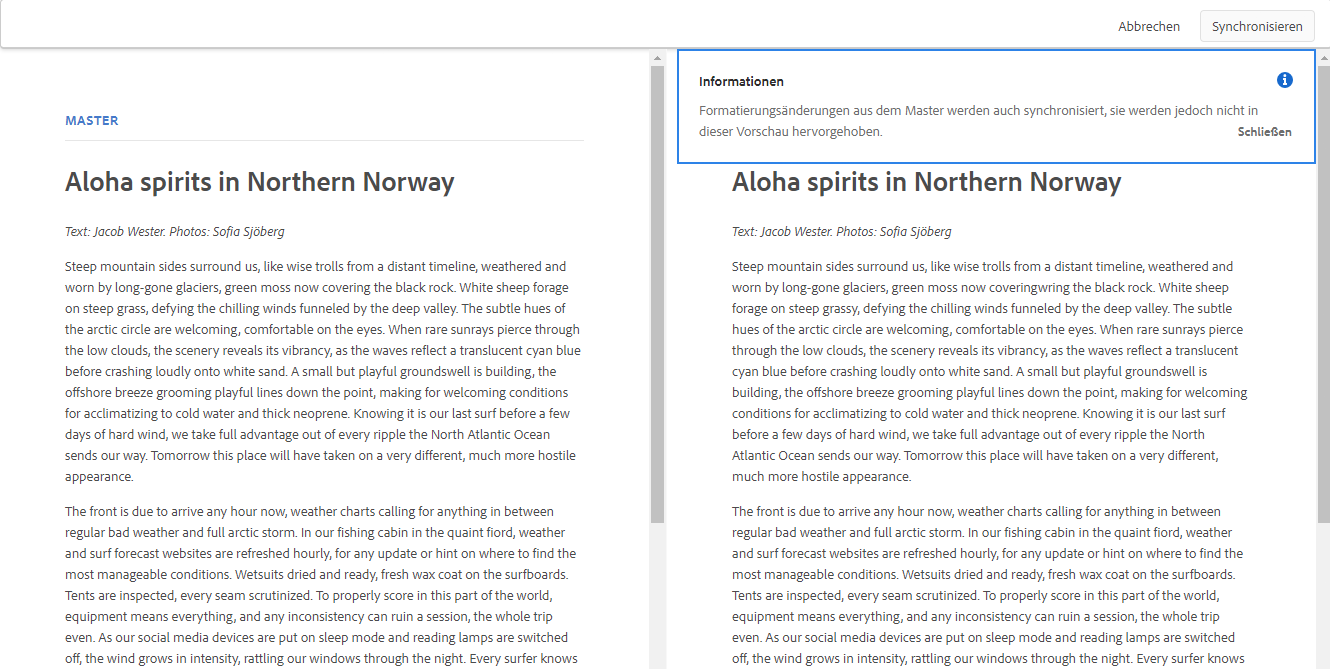 Abbrechen
Synchronisieren
MASTER
Aloha spirits in Northern Norway
Text: Jacob Wester. Photos: Sofia Sjöberg
Steep mountain sides surround us, like wise trolls from a distant timeline, weathered and
worn by long-gone glaciers, green moss now covering the black rock. White sheep forage
on steep grass, defying the chilling winds funneled by the deep valley. The subtle hues of
the arctic circle are welcoming, comfortable on the eyes. When rare sunrays pierce through
the low clouds, the scenery reveals its vibrancy, as the waves reflect a translucent cyan blue
before crashing loudly onto white sand. A small but playful groundswell is building, the
offshore breeze grooming playful lines down the point, making for welcoming conditions
for acclimatizing to cold water and thick neoprene. Knowing it is our last surf before a few
days of hard wind, we take full advantage out of every ripple the North Atlantic Ocean
sends our way. Tomorrow this place will have taken on a very different, much more hostile
appearance.
The front is due to arrive any hour now, weather charts calling for anything in between
regular bad weather and full arctic storm. In our fishing cabin in the quaint fiord, weather
and surf forecast websites are refreshed hourly, for any update or hint on where to find the
most manageable conditions. Wetsuits dried and ready, fresh wax coat on the surfboards.
Tents are inspected, every seam scrutinized. To properly score in this part of the world,
equipment means everything, and any inconsistency can ruin a session, the whole trip
even. As our social media devices are put on sleep mode and reading lamps are switched
off, the wind grows in intensity, rattling our windows through the night. Every surfer knows
Informationen
Formatierungsänderungen aus dem Master werden auch synchronisiert, sie werden jedoch nicht in
dieser Vorschau hervorgehoben.
Schließen
Aloha spirits in Northern Norway
Text: Jacob Wester. Photos: Sofia Sjöberg
Steep mountain sides surround us, like wise trolls from a distant timeline, weathered and
worn by long-gone glaciers, green moss now coveringwring the black rock. White sheep
forage on steep grassy, defying the chilling winds funneled by the deep valley. The subtle
hues of the arctic circle are welcoming, comfortable on the eyes. When rare sunrays pierce
through the low clouds, the scenery reveals its vibrancy, as the waves reflect a translucent
cyan blue before crashing loudly onto white sand. A small but playful groundswell is
building, the offshore breeze grooming playful lines down the point, making for welcoming
conditions for acclimatizing to cold water and thick neoprene. Knowing it is our last surf
before a few days of hard wind, we take full advantage out of every ripple the North
Atlantic Ocean sends our way. Tomorrow this place will have taken on a very different,
much more hostile appearance.
The front is due to arrive any hour now, weather charts calling for anything in between
regular bad weather and full arctic storm. In our fishing cabin in the quaint fiord, weather
and surf forecast websites are refreshed hourly, for any update or hint on where to find the
most manageable conditions. Wetsuits dried and ready, fresh wax coat on the surfboards.
Tents are inspected, every seam scrutinized. To properly score in this part of the world,
equipment means everything, and any inconsistency can ruin a session, the whole trip
even. As our social media devices are put on sleep mode and reading lamps are switched
off, the wind grows in intensity, rattling our windows through the night. Every surfer knows